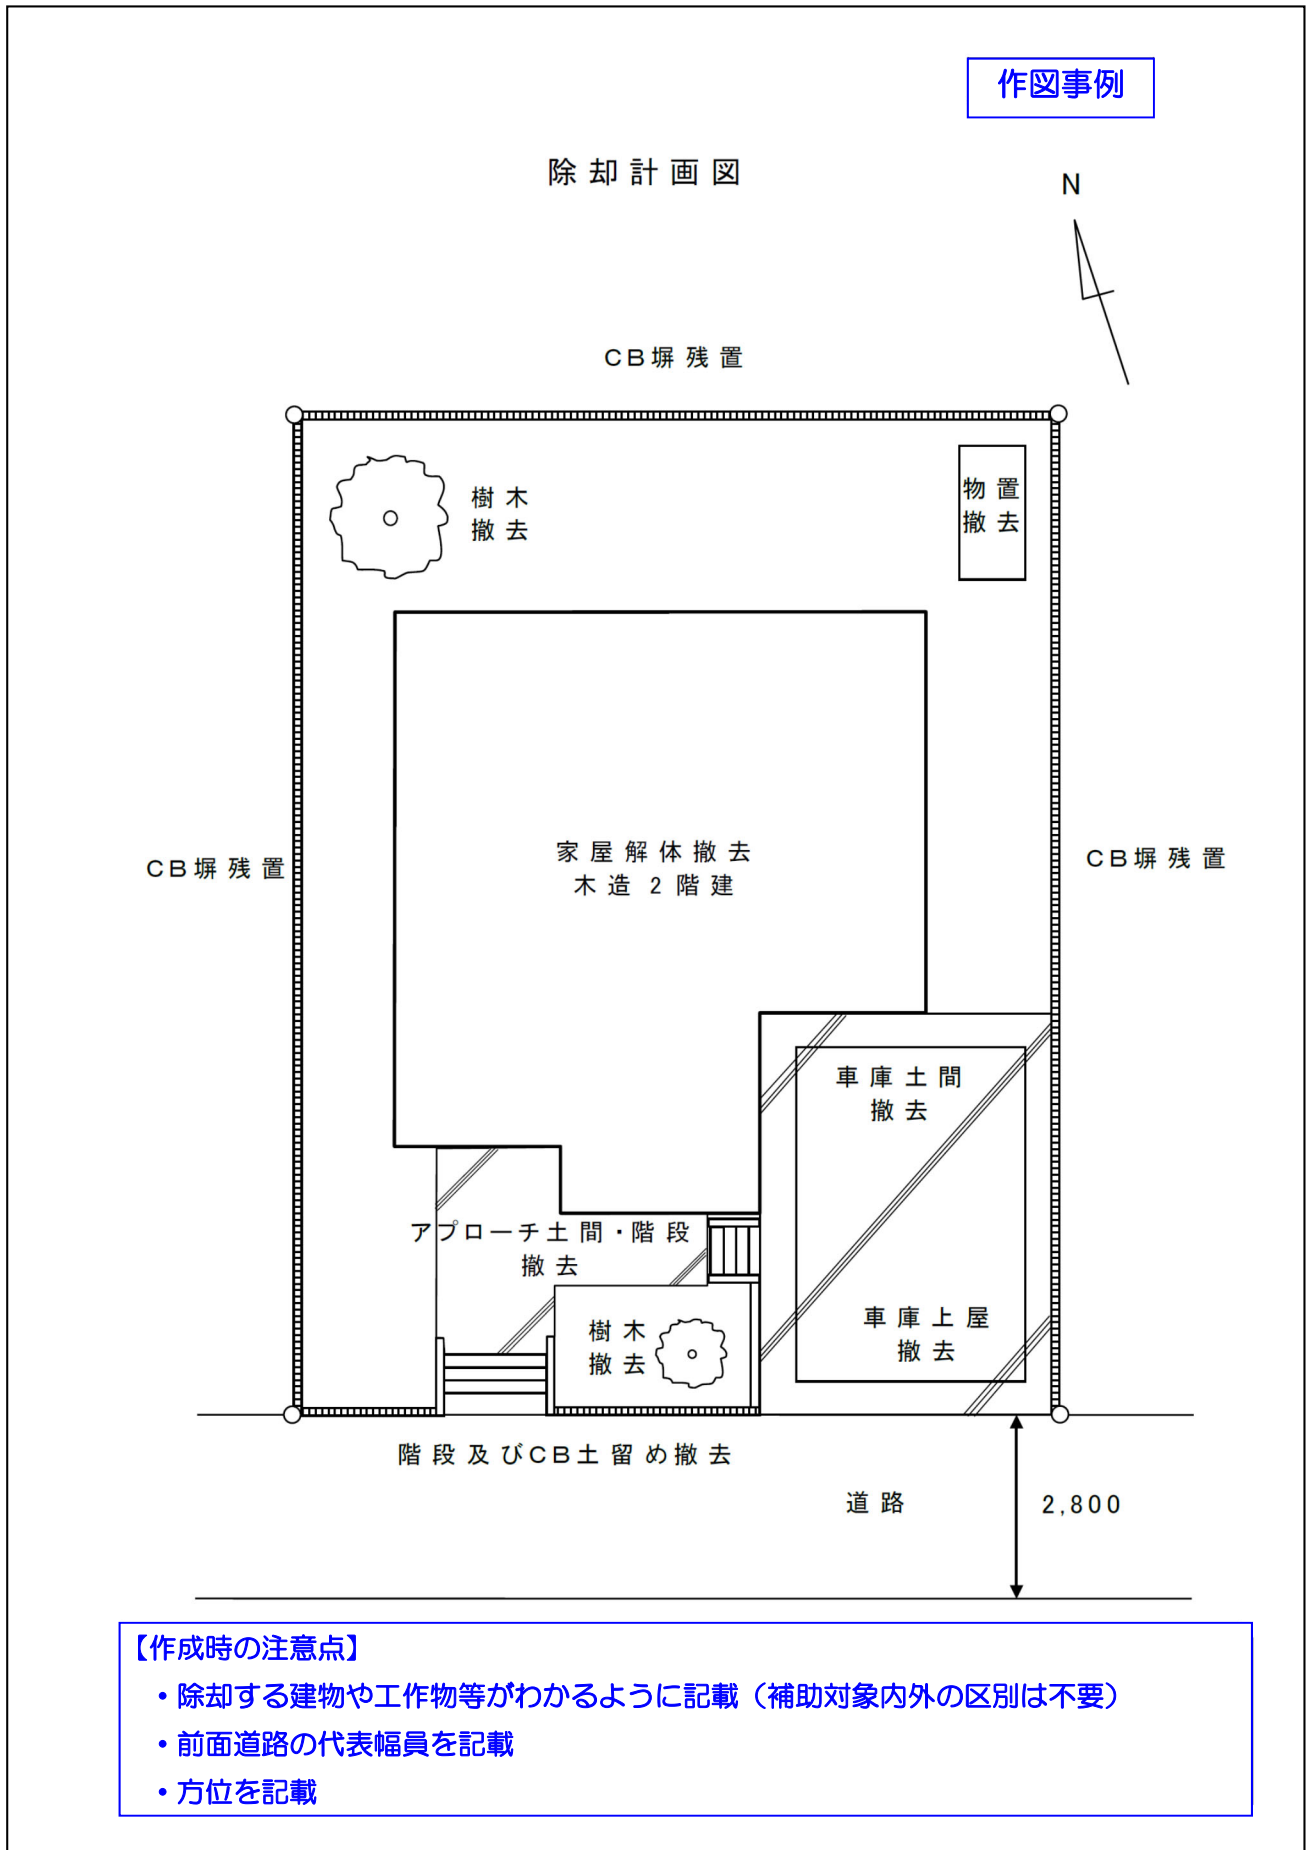 作図事例
除却計画図
N
CB塀残置
樹木
撤去
物置
撤去
家屋解体撤去
木造2階建
CB塀残置
CB塀残置
車庫土間
撤去
アプローチ土間・階段
撤去
車庫上屋
撤去
樹木
撤去
階段及びCB土留め撤去
道路
2,800
【作成時の注意点】
・除却する建物や工作物等がわかるように記載（補助対象内外の区別は不要）
・前面道路の代表幅員を記載
・方位を記載